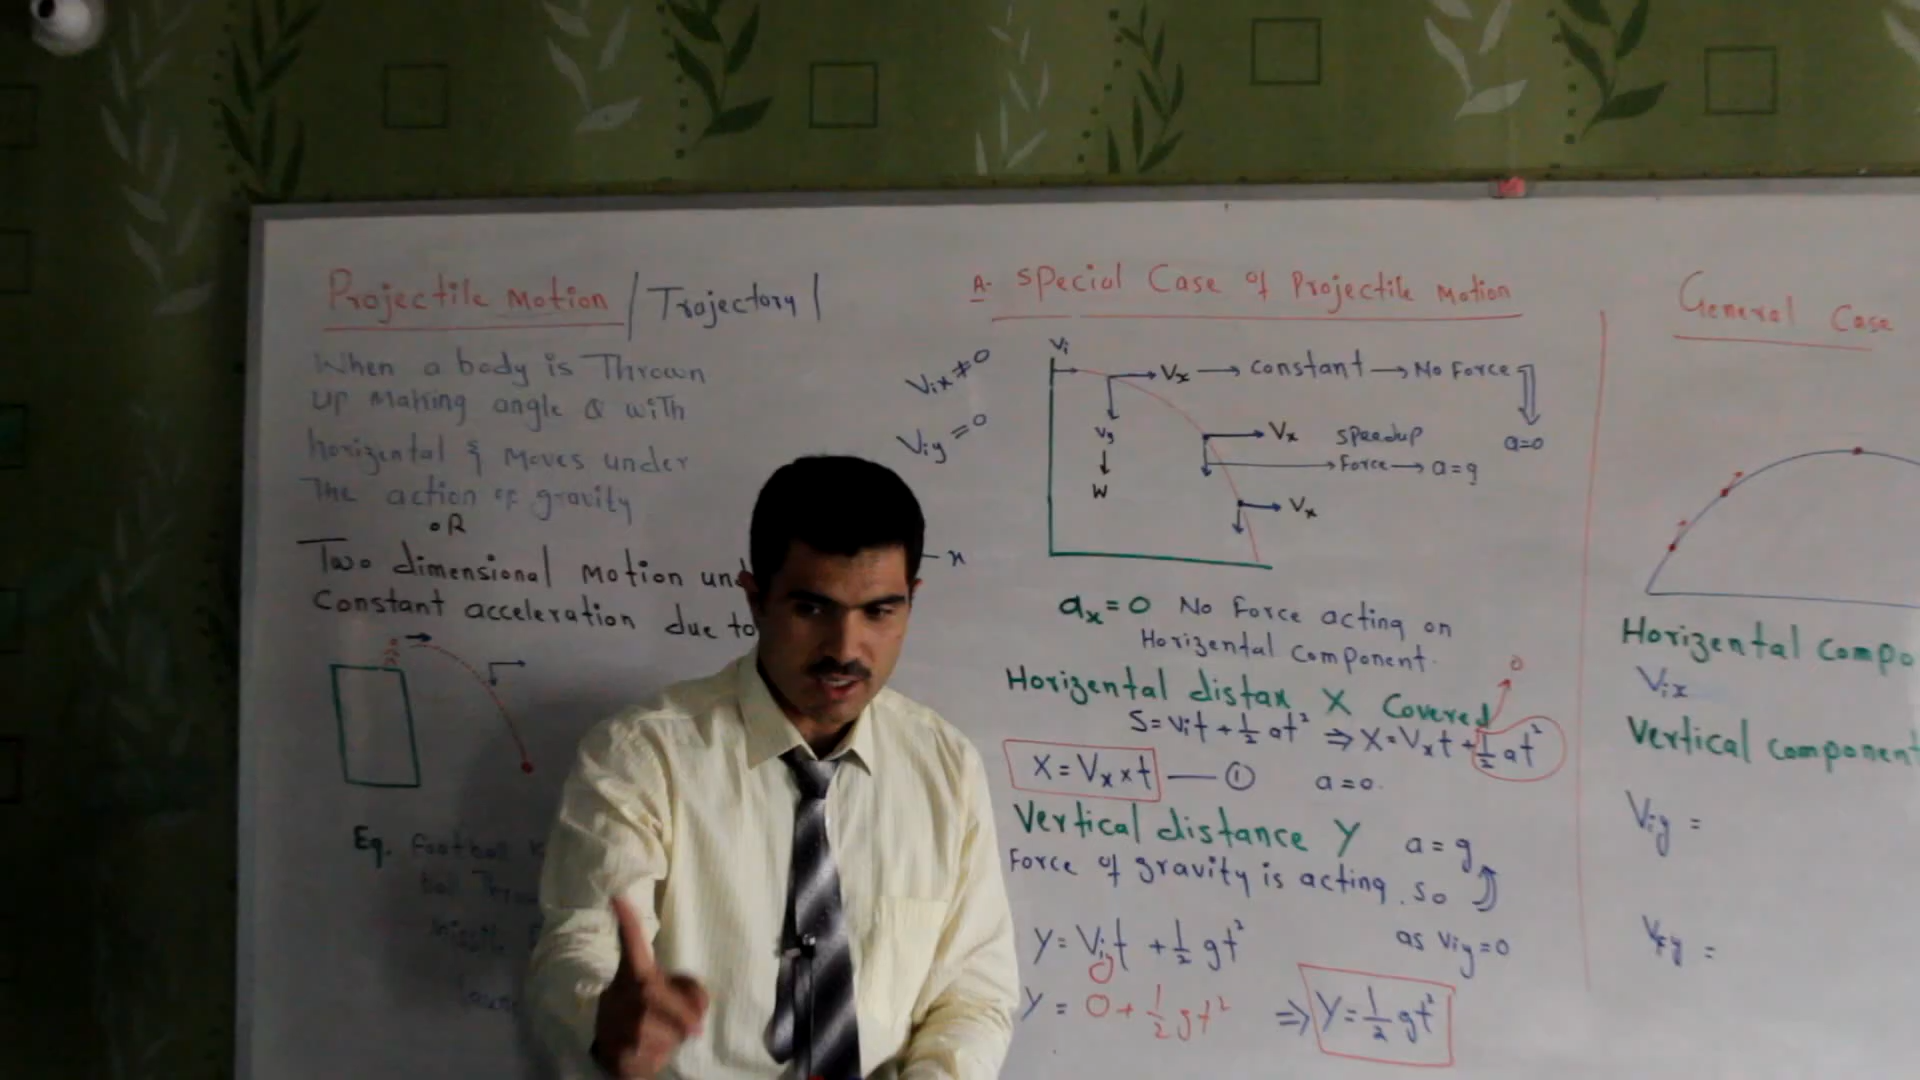 Projectile Motion / Trajectory /
When a body is Thrown
up Making angle Q with
horizental & Moves under
The action of gravity
OR
Two dimensional Motion und
Constant acceleration due to
Eg. Football K
x
Vix ≠ 0
Viy = 0
A- Special Case of Projectile Motion
Vi
Vx → Constant → No Force
a=0
Vy
W
Vx Speedup
Force → a = g
Vx
ax = 0 No Force acting on
Horizental Component.
Horizental distax X Covered
0
S = Vit + 1/2 at² ⇒ X = Vxt + 1/2 at²
X = Vx × t — ①
a=0.
Vertical distance Y a = g
Force of gravity is acting. So
Y = Vit + 1/2 gt²
0
as Viy = 0
Y = 0 + 1/2 gt² ⇒ Y = 1/2 gt²
General Case
Horizental Compo
Vix
Vertical Component
Viy =
Vfy =